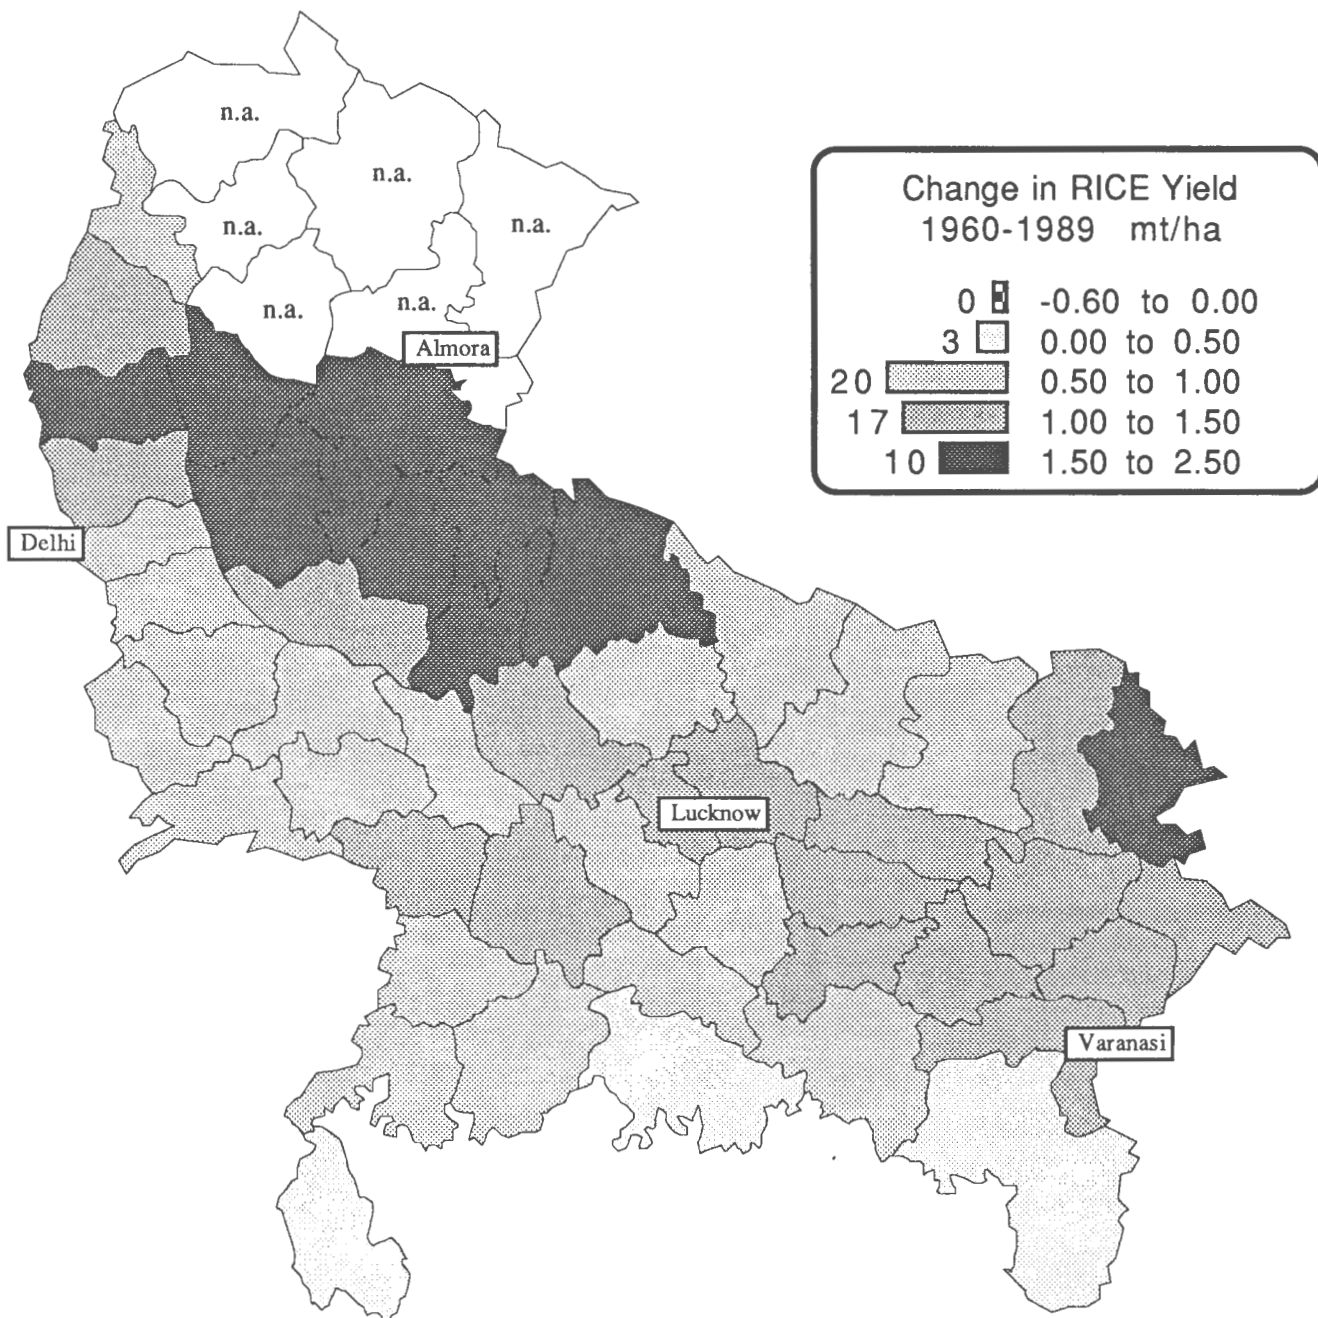 n.a.
n.a.
n.a.
n.a.
n.a.
n.a.
Almora
Delhi
Lucknow
Varanasi
Change in RICE Yield
1960-1989 mt/ha
0 -0.60 to 0.00
3 0.00 to 0.50
20 0.50 to 1.00
17 1.00 to 1.50
10 1.50 to 2.50